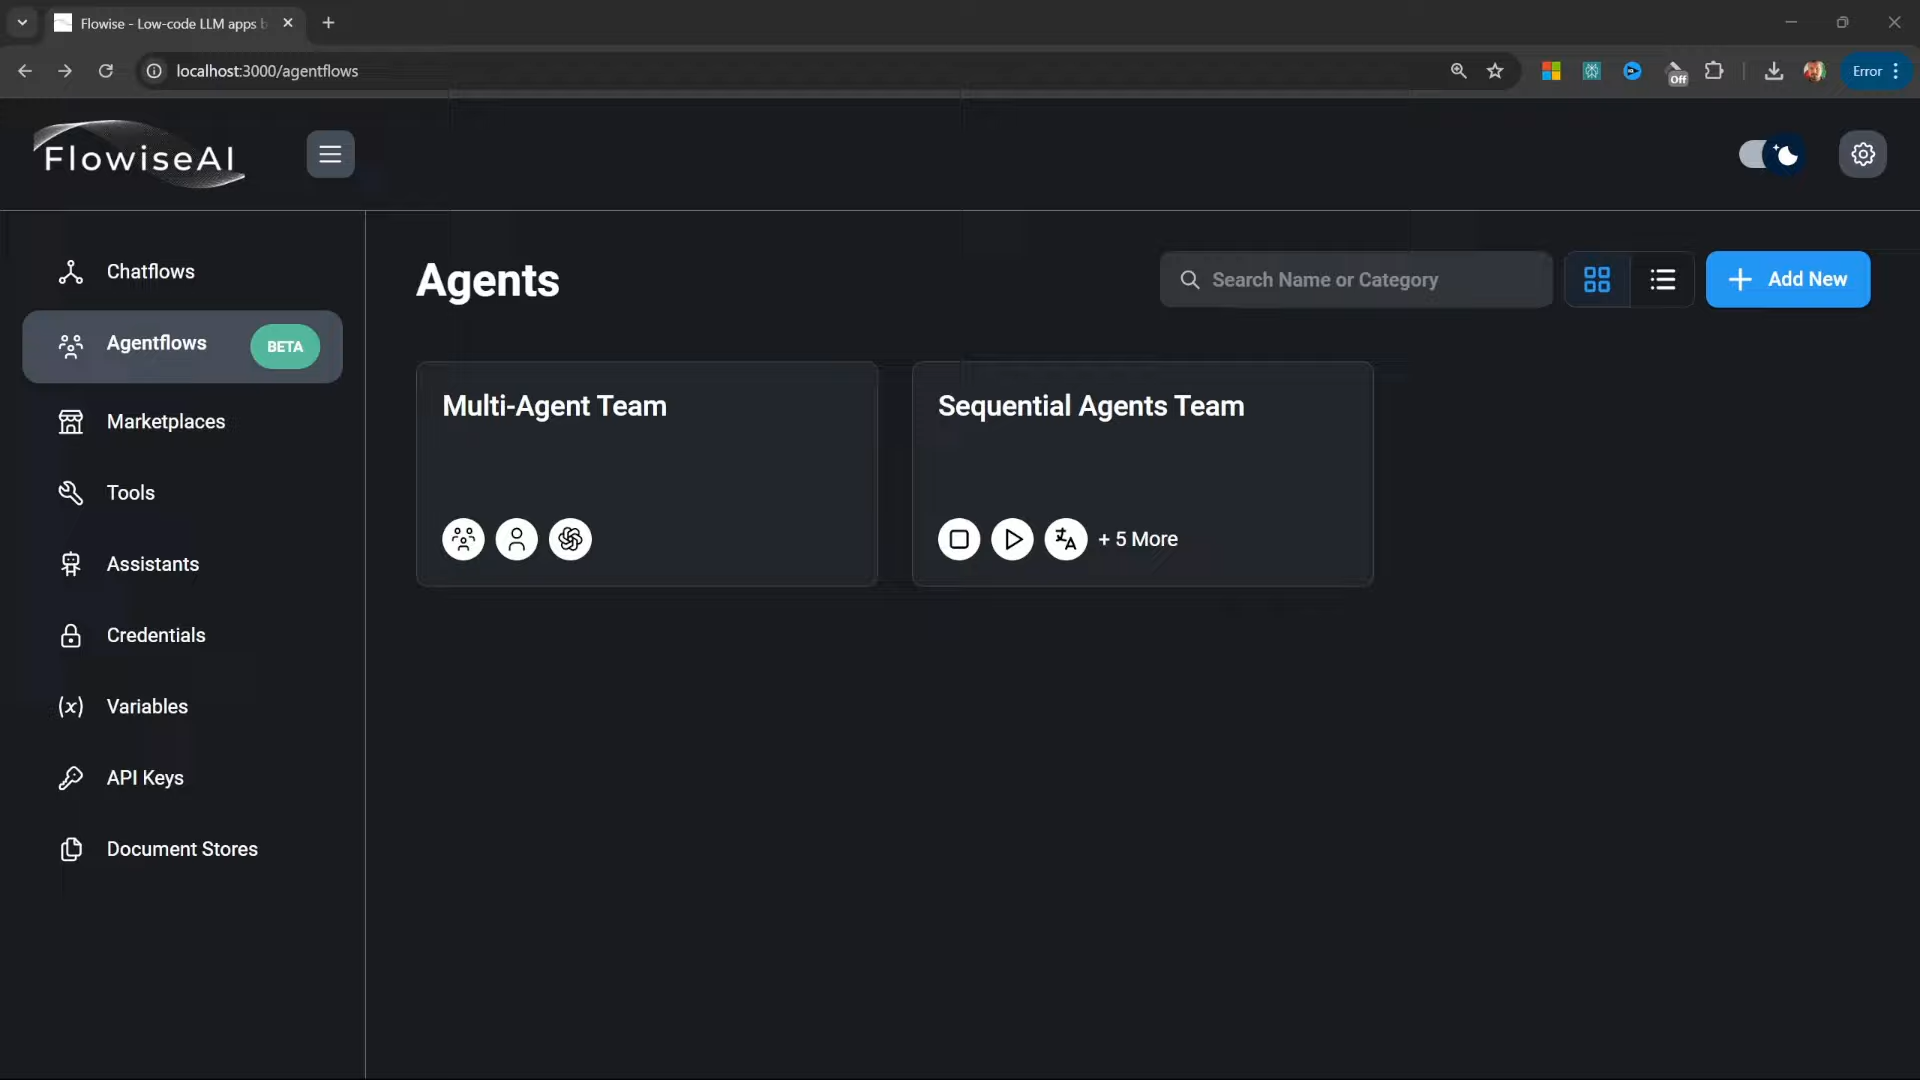 Flowise - Low-code LLM apps b
localhost:3000/agentflows
Off
Error
FlowiseAI
Chatflows
Agentflows
BETA
Marketplaces
Tools
Assistants
Credentials
(x) Variables
API Keys
Document Stores
Agents
Search Name or Category
Add New
Multi-Agent Team
Sequential Agents Team
+ 5 More